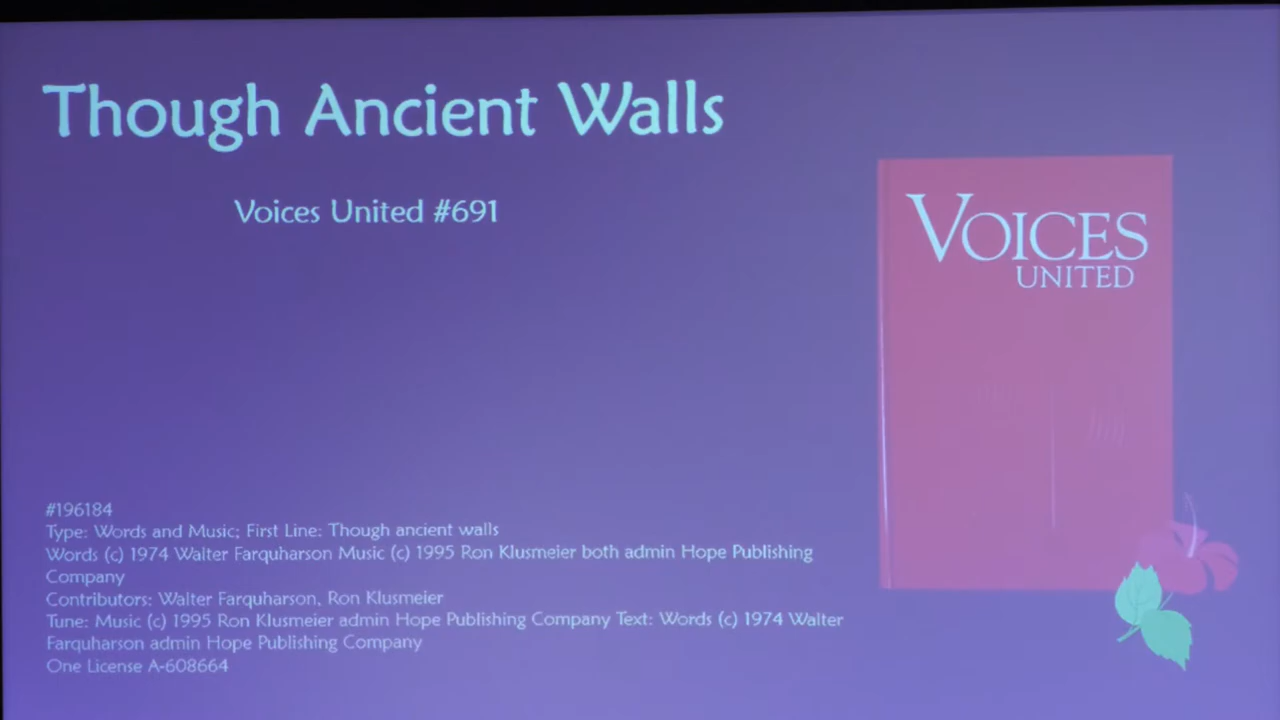 Though Ancient Walls
Voices United #691
VOICES
UNITED
#196184
Type: Words and Music; First Line: Though ancient walls
Words (c) 1974 Walter Farquharson Music (c) 1995 Ron Klusmeier both admin Hope Publishing
Company
Contributors: Walter Farquharson, Ron Klusmeier
Tune: Music (c) 1995 Ron Klusmeier admin Hope Publishing Company Text: Words (c) 1974 Walter
Farquharson admin Hope Publishing Company
One License A-608664